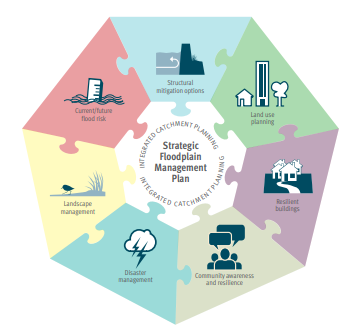 Structural
mitigation options
Current/future
flood risk
Land use
planning
INTEGRATED CATCHMENT PLANNING
Strategic
Floodplain
Management
Plan
INTEGRATED CATCHMENT PLANNING
Landscape
management
Resilient
buildings
Disaster
management
Community awareness
and resilience